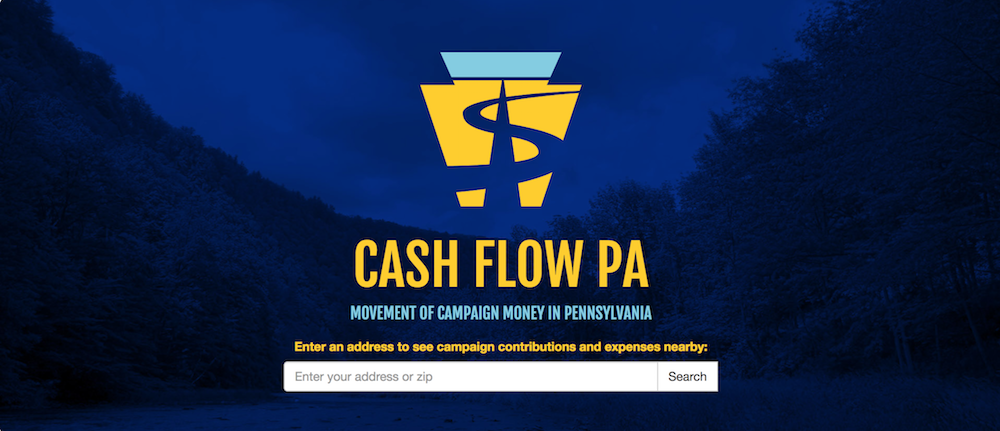 CASH FLOW PA
MOVEMENT OF CAMPAIGN MONEY IN PENNSYLVANIA
Enter an address to see campaign contributions and expenses nearby:
Enter your address or zip Search